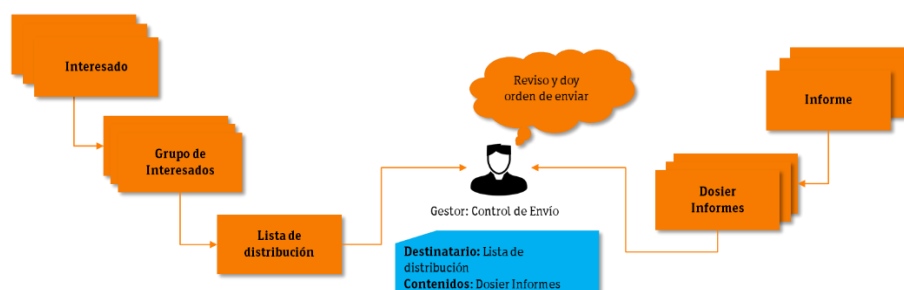 Interesado
Grupo de
Interesados
Lista de
distribución
Reviso y doy
orden de enviar
Gestor: Control de Envío
Destinatario: Lista de
distribución
Contenidos: Dosier Informes
Informe
Dosier
Informes